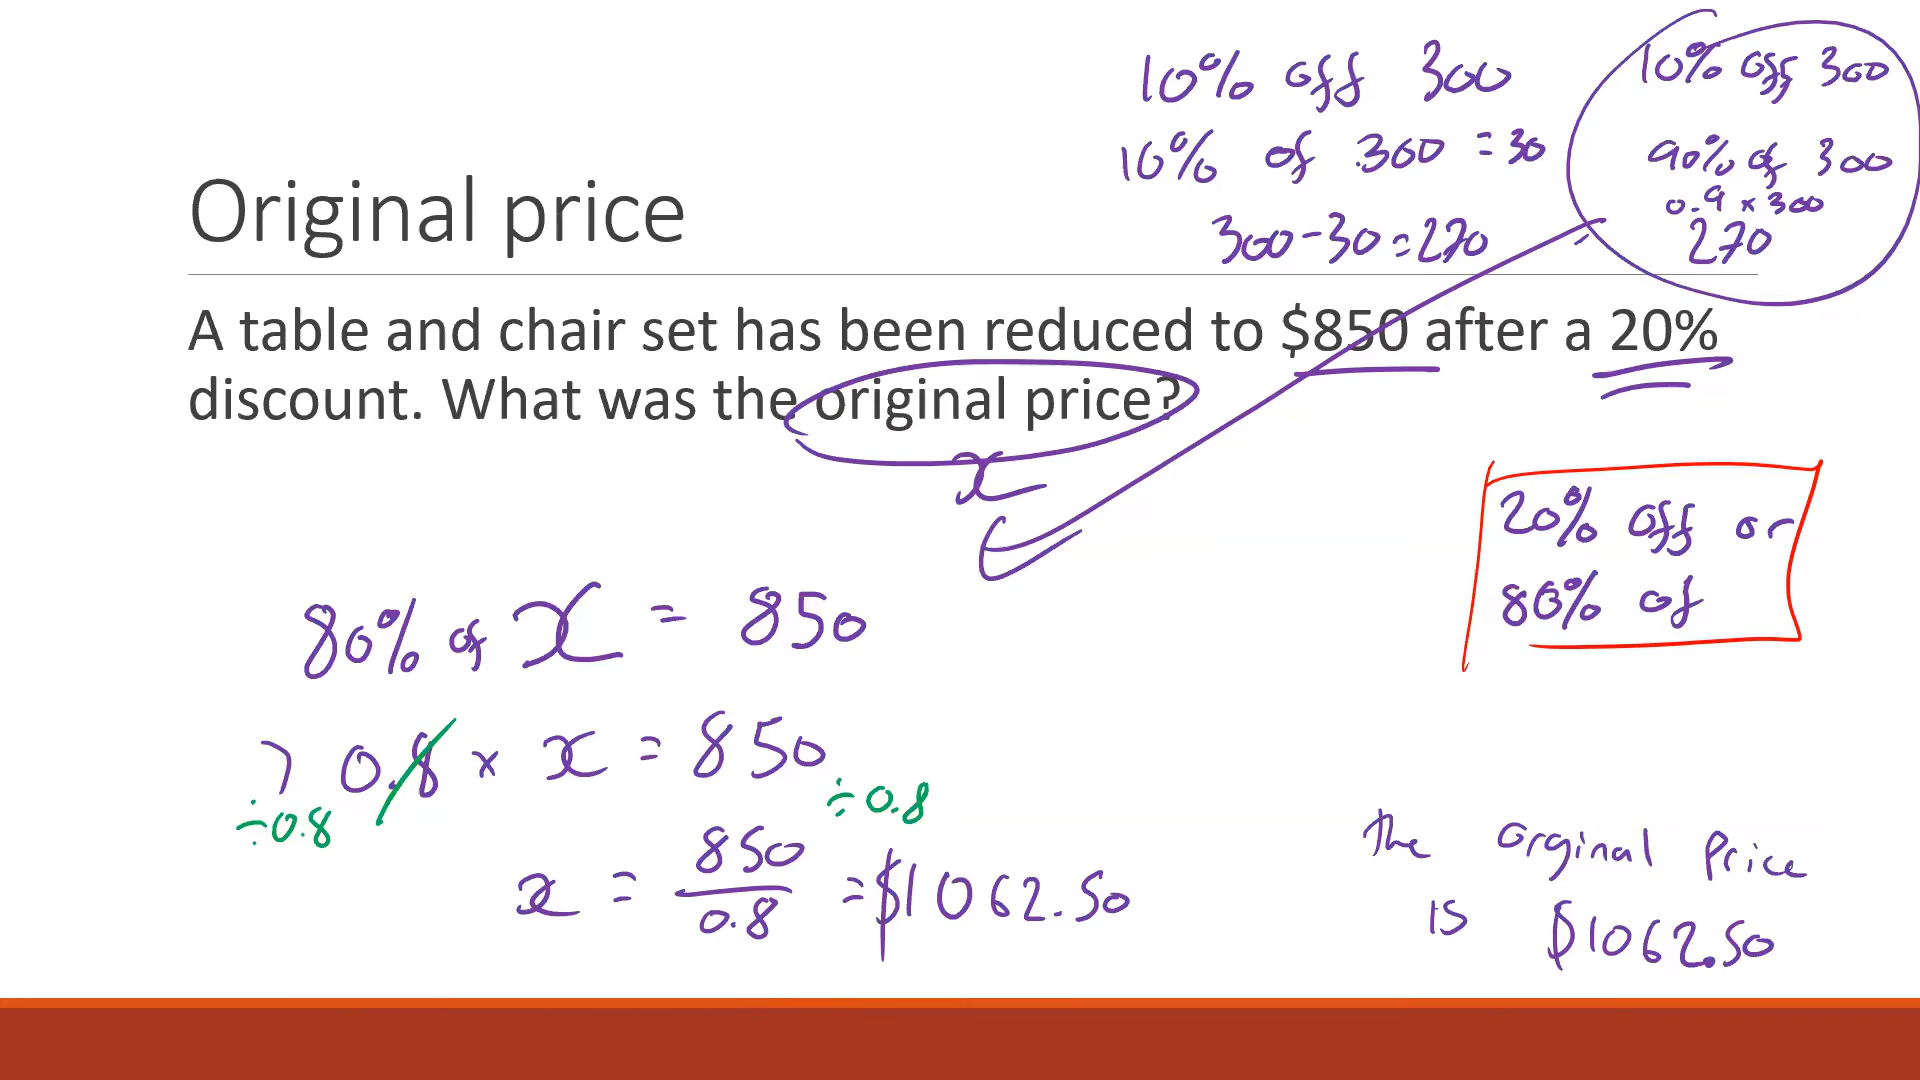 10% off 300
10% of 300 = 30
300 - 30 = 270
10% off 300
90% of 300
0.9 x 300
270
Original price
A table and chair set has been reduced to $850 after a 20%
discount. What was the original price?
x
20% off or
80% of
80% of x = 850
0.8 x x = 850
÷0.8 ÷0.8
x = 850/0.8 = $1062.50
the orginal Price
is $1062.50